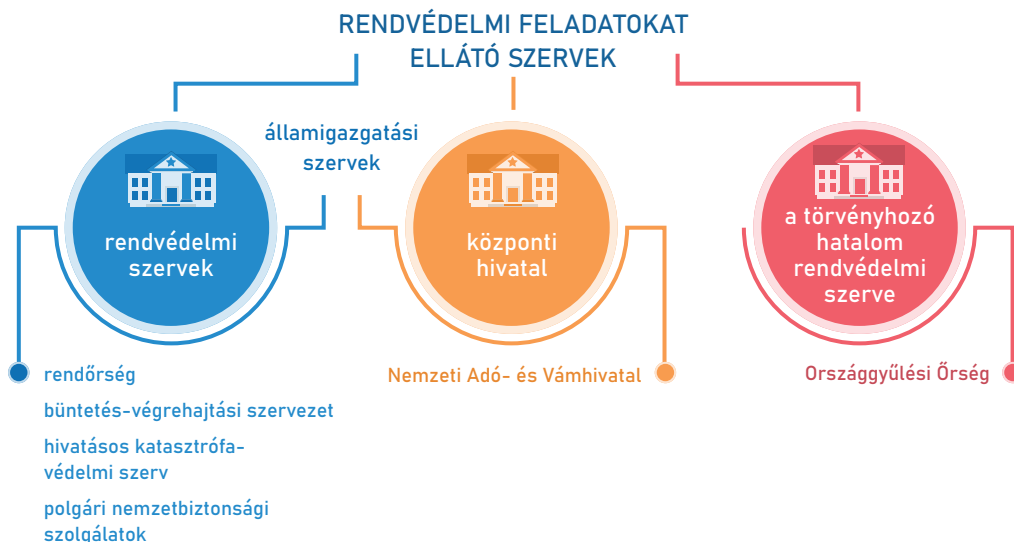 RENDVÉDELMI FELADATOKAT
ELLÁTÓ SZERVEK
államigazgatási
szervek
rendvédelmi
szervek
központi
hivatal
a törvényhozó
hatalom
rendvédelmi
szerve
rendőrség
büntetés-végrehajtási szervezet
hivatásos katasztrófa-
védelmi szerv
polgári nemzetbiztonsági
szolgálatok
Nemzeti Adó- és Vámhivatal
Országgyűlési Őrség